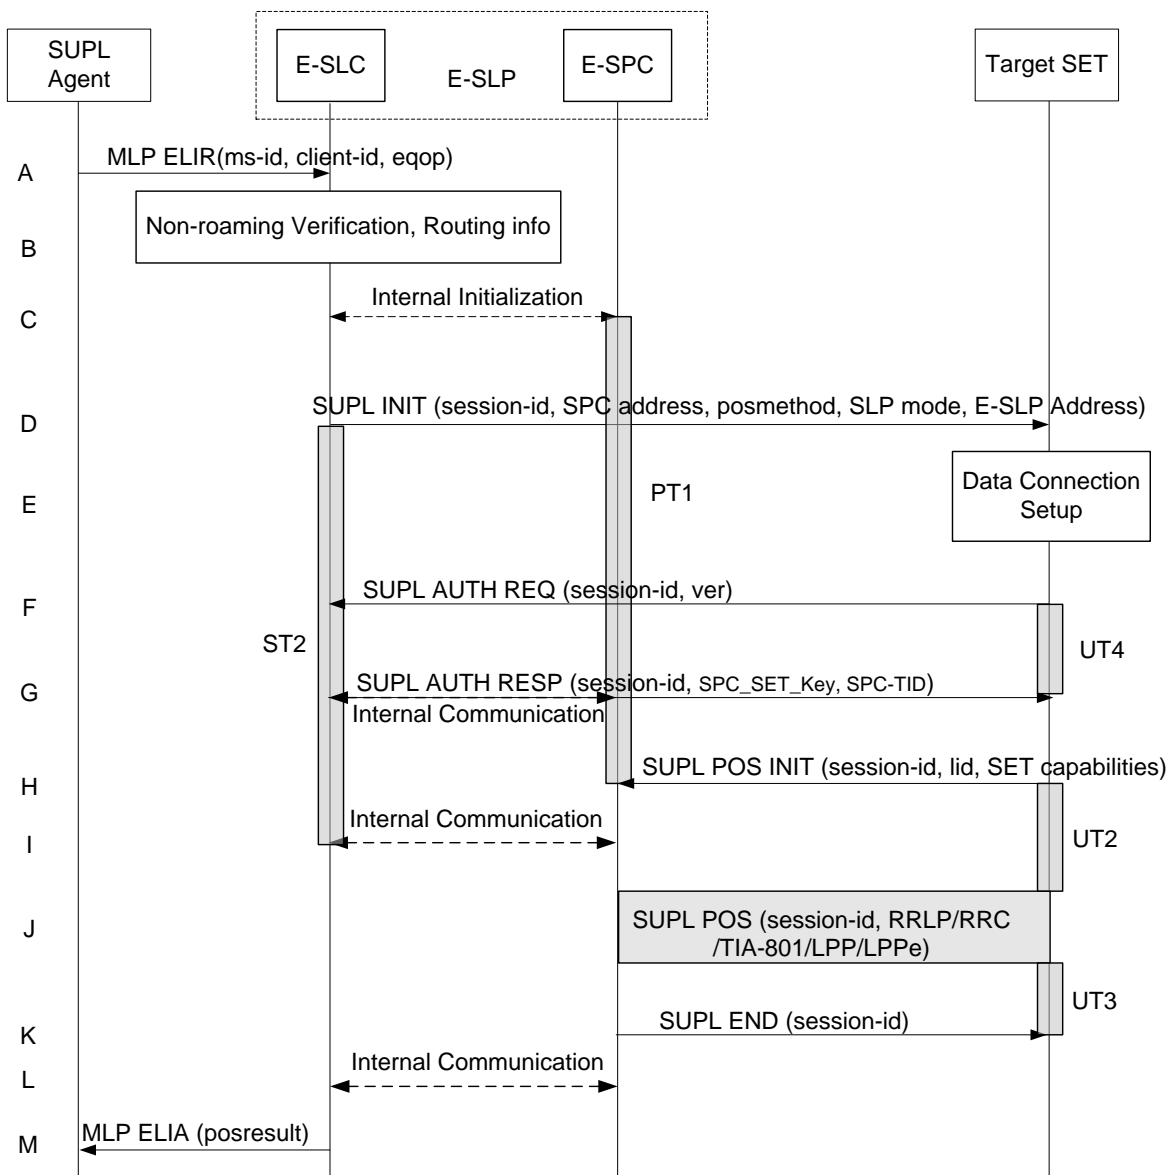 SUPL
Agent
E-SLC
E-SLP
E-SPC
Target SET
A
MLP ELIR(ms-id, client-id, eqop)
B
Non-roaming Verification, Routing info
C
Internal Initialization
D
SUPL INIT (session-id, SPC address, posmethod, SLP mode, E-SLP Address)
E
PT1
Data Connection
Setup
F
SUPL AUTH REQ (session-id, ver)
ST2
UT4
G
SUPL AUTH RESP (session-id, SPC_SET_Key, SPC-TID)
Internal Communication
H
SUPL POS INIT (session-id, lid, SET capabilities)
I
Internal Communication
UT2
J
SUPL POS (session-id, RRLP/RRC
/TIA-801/LPP/LPPe)
UT3
K
SUPL END (session-id)
L
Internal Communication
M
MLP ELIA (posresult)